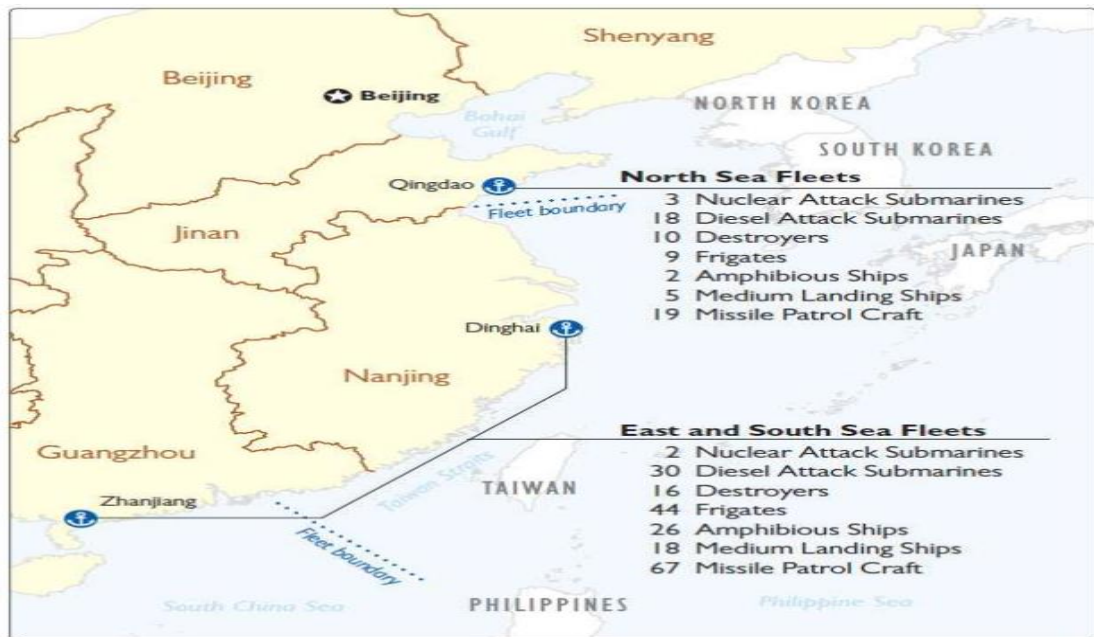 Shenyang
Beijing
Beijing
Bohai
Gulf
NORTH KOREA
SOUTH KOREA
Qingdao
North Sea Fleets
3 Nuclear Attack Submarines
18 Diesel Attack Submarines
10 Destroyers
9 Frigates
2 Amphibious Ships
5 Medium Landing Ships
19 Missile Patrol Craft
Fleet boundary
Jinan
JAPAN
Dinghai
Nanjing
East and South Sea Fleets
2 Nuclear Attack Submarines
30 Diesel Attack Submarines
16 Destroyers
44 Frigates
26 Amphibious Ships
18 Medium Landing Ships
67 Missile Patrol Craft
Guangzhou
Taiwan Straits
TAIWAN
Zhanjiang
Fleet boundary
South China Sea
PHILIPPINES
Philippine Sea